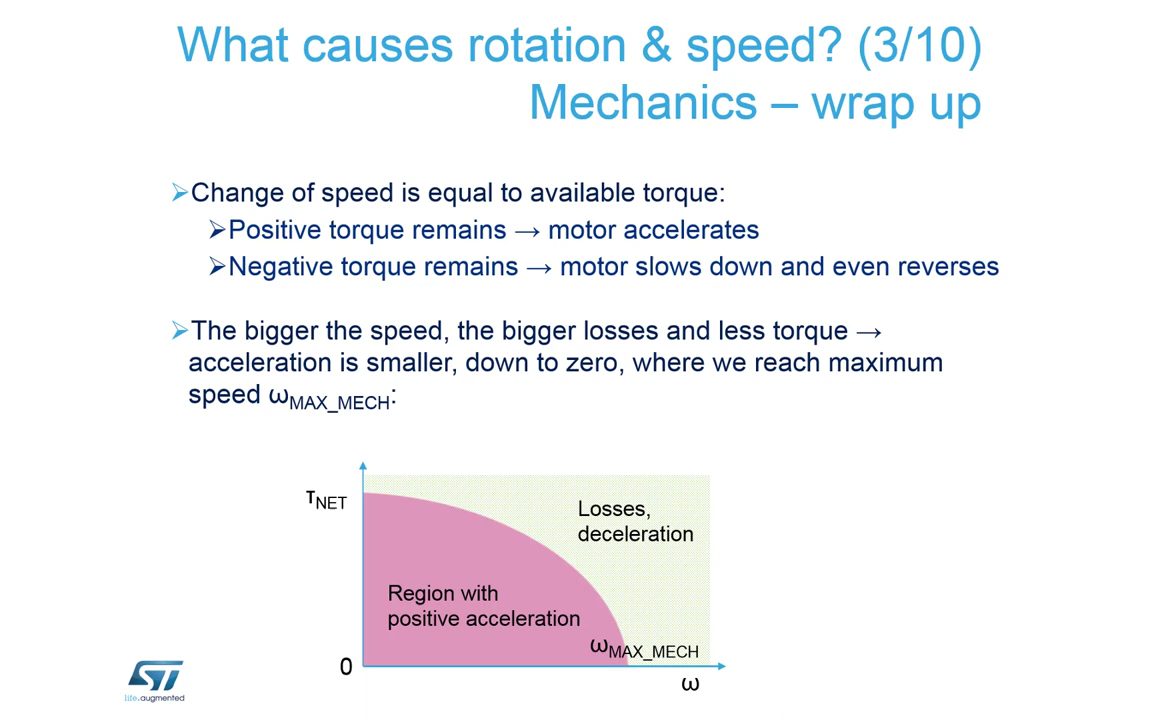 What causes rotation & speed? (3/10)
Mechanics – wrap up
➢Change of speed is equal to available torque:
➢Positive torque remains → motor accelerates
➢Negative torque remains → motor slows down and even reverses
➢The bigger the speed, the bigger losses and less torque →
acceleration is smaller, down to zero, where we reach maximum
speed ωMAX_MECH:
τNET
Losses,
deceleration
Region with
positive acceleration
ωMAX_MECH
0
ω
ST
life.augmented